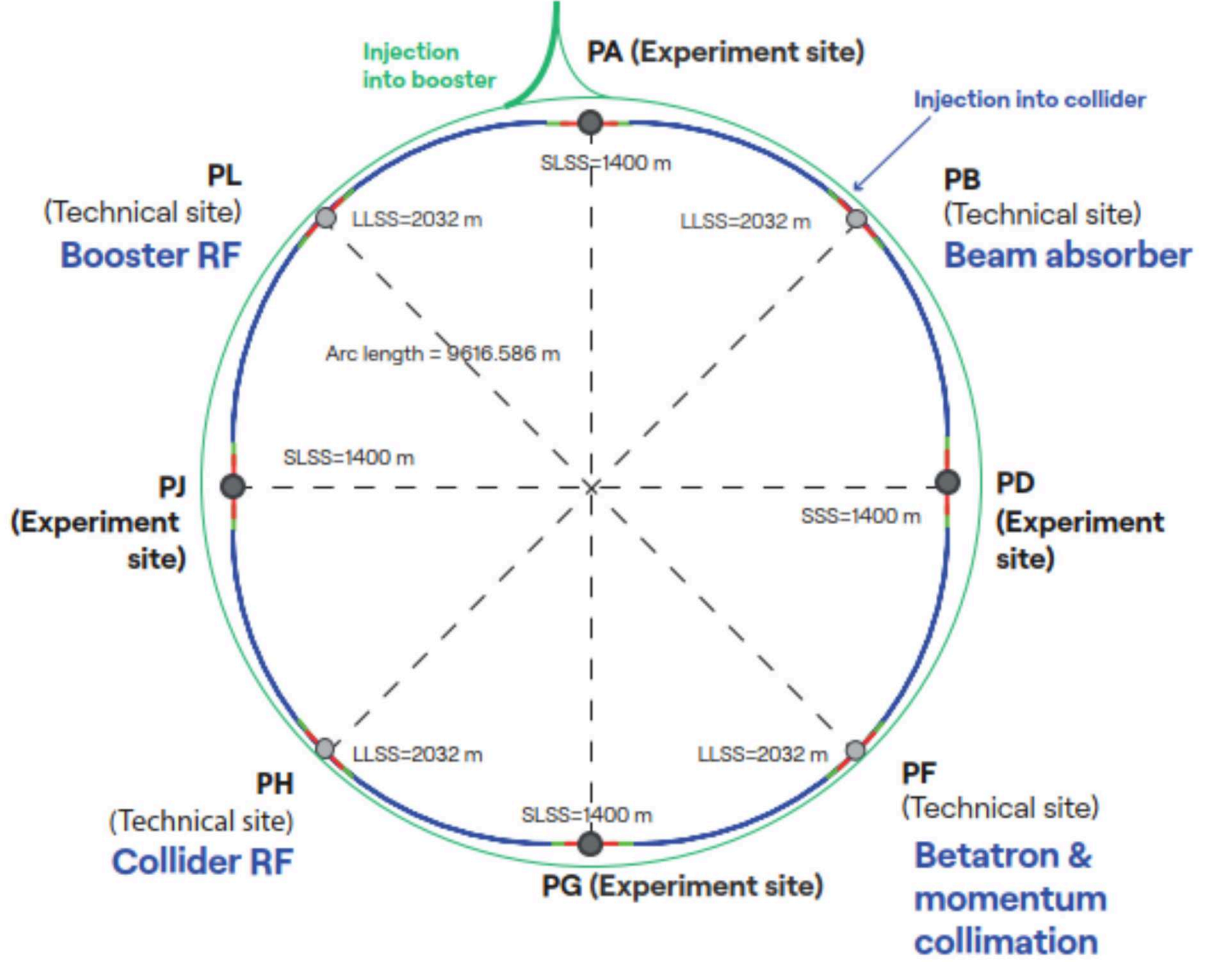 Injection
into booster
PA (Experiment site)
Injection into collider
SLSS=1400 m
PL
(Technical site)
Booster RF
LLSS=2032 m
LLSS=2032 m
PB
(Technical site)
Beam absorber
Arc length = 9616.586 m
SLSS=1400 m
PJ
(Experiment
site)
SSS=1400 m
PD
(Experiment
site)
LLSS=2032 m
PH
(Technical site)
Collider RF
LLSS=2032 m
PF
(Technical site)
Betatron &
momentum
collimation
SLSS=1400 m
PG (Experiment site)